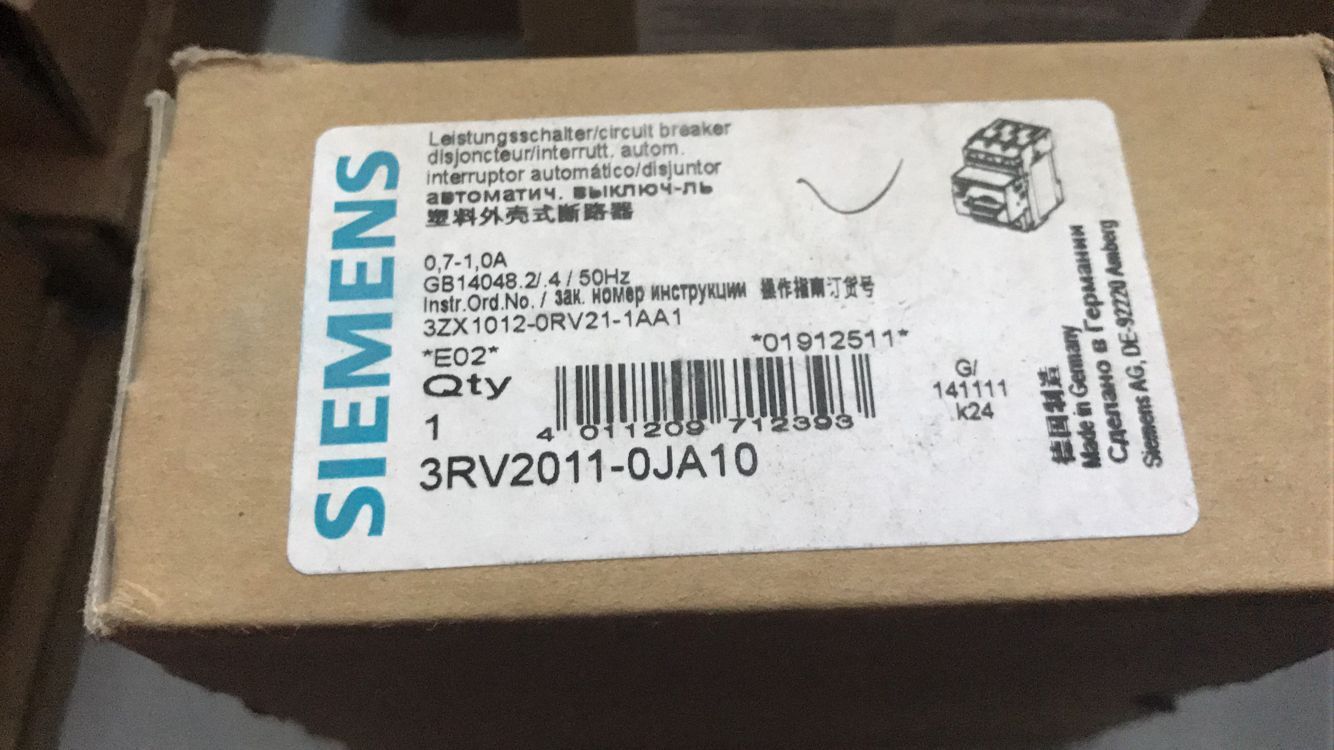 SIEMENS
Leistungsschalter/circuit breaker
disjoncteur/interrutt. autom.
interruptor automático/disjuntor
автоматич. выключ-ль
塑料外壳式断路器
0,7-1,0A
GB14048.2/.4 / 50Hz
Instr.Ord.No. / зак. номер инструкции 操作指南订货号
3ZX1012-0RV21-1AA1
*E02*
*01912511*
Qty
1
4 011209 712393
G/
141111
k24
3RV2011-0JA10
德国制造
Made in Germany
Сделано в Германии
Siemens AG, DE-92220 Amberg